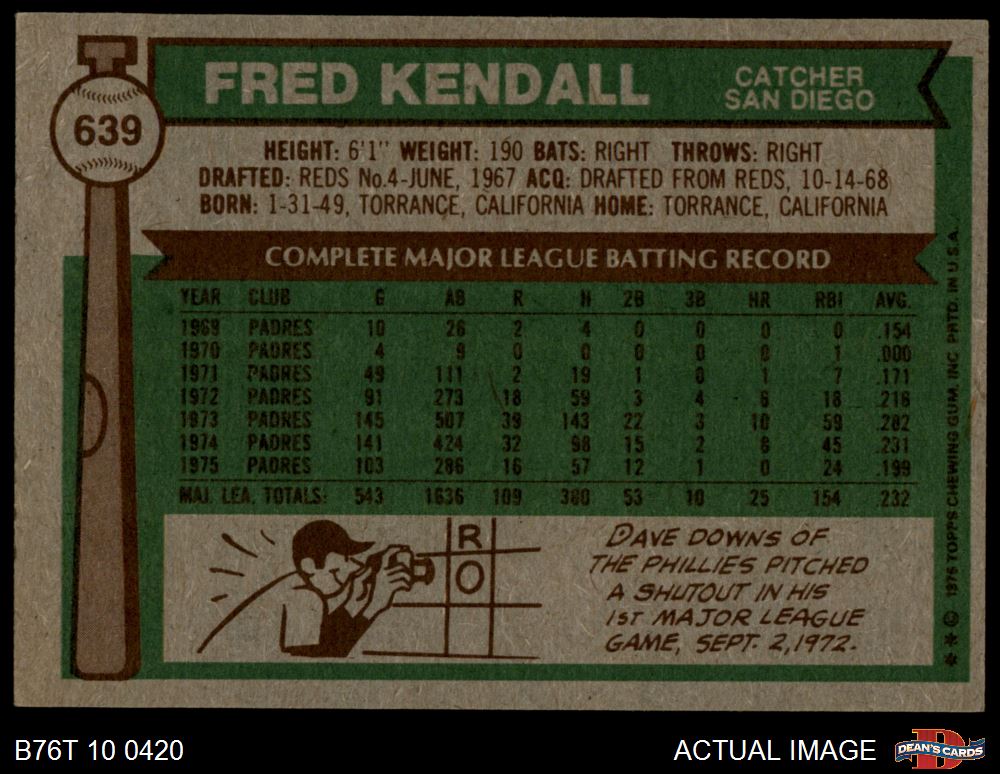 639
FRED KENDALL
CATCHER
SAN DIEGO
HEIGHT: 6'1" WEIGHT: 190 BATS: RIGHT THROWS: RIGHT
DRAFTED: REDS No.4-JUNE, 1967 ACQ: DRAFTED FROM REDS, 10-14-68
BORN: 1-31-49, TORRANCE, CALIFORNIA HOME: TORRANCE, CALIFORNIA
COMPLETE MAJOR LEAGUE BATTING RECORD
YEAR CLUB G AB R H 2B 3B HR RBI AVG.
1969 PADRES 10 26 2 4 0 0 0 0 .154
1970 PADRES 4 9 0 0 0 0 0 1 .000
1971 PADRES 49 111 2 19 1 0 1 7 .171
1972 PADRES 91 273 18 59 3 4 6 18 .216
1973 PADRES 145 507 39 143 22 3 10 59 .282
1974 PADRES 141 424 32 98 15 2 8 45 .231
1975 PADRES 103 286 16 57 12 1 0 24 .199
MAJ. LEA. TOTALS: 543 1636 109 380 53 10 25 154 .232
R
O
DAVE DOWNS OF
THE PHILLIES PITCHED
A SHUTOUT IN HIS
1ST MAJOR LEAGUE
GAME, SEPT. 2, 1972.
* * © 1976 TOPPS CHEWING GUM, INC. PRTD. IN U.S.A.
B76T 10 0420
ACTUAL IMAGE
D
DEAN'S CARDS